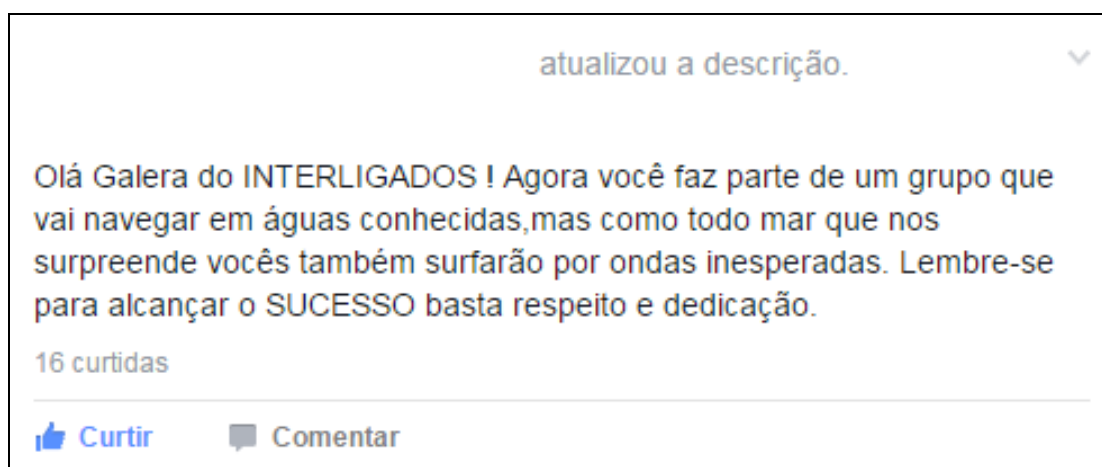 atualizou a descrição.
Olá Galera do INTERLIGADOS ! Agora você faz parte de um grupo que
vai navegar em águas conhecidas,mas como todo mar que nos
surpreende vocês também surfarão por ondas inesperadas. Lembre-se
para alcançar o SUCESSO basta respeito e dedicação.
16 curtidas
Curtir Comentar